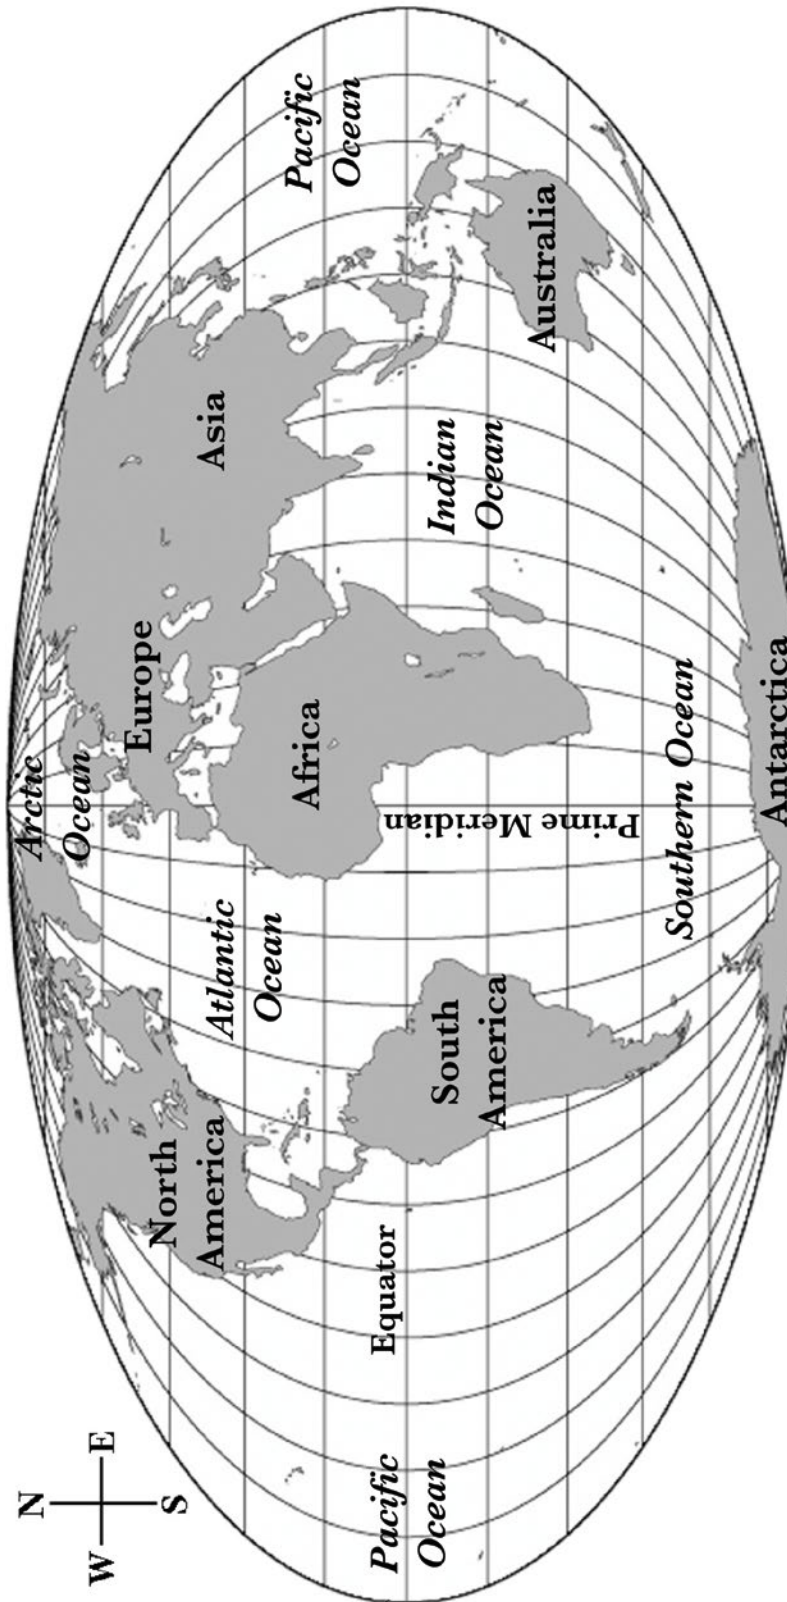 N
W
E
S
Arctic
Ocean
North
America
Europe
Asia
Atlantic
Ocean
Africa
Pacific
Ocean
Pacific
Ocean
Equator
South
America
Indian
Ocean
Australia
Prime Meridian
Southern Ocean
Antarctica